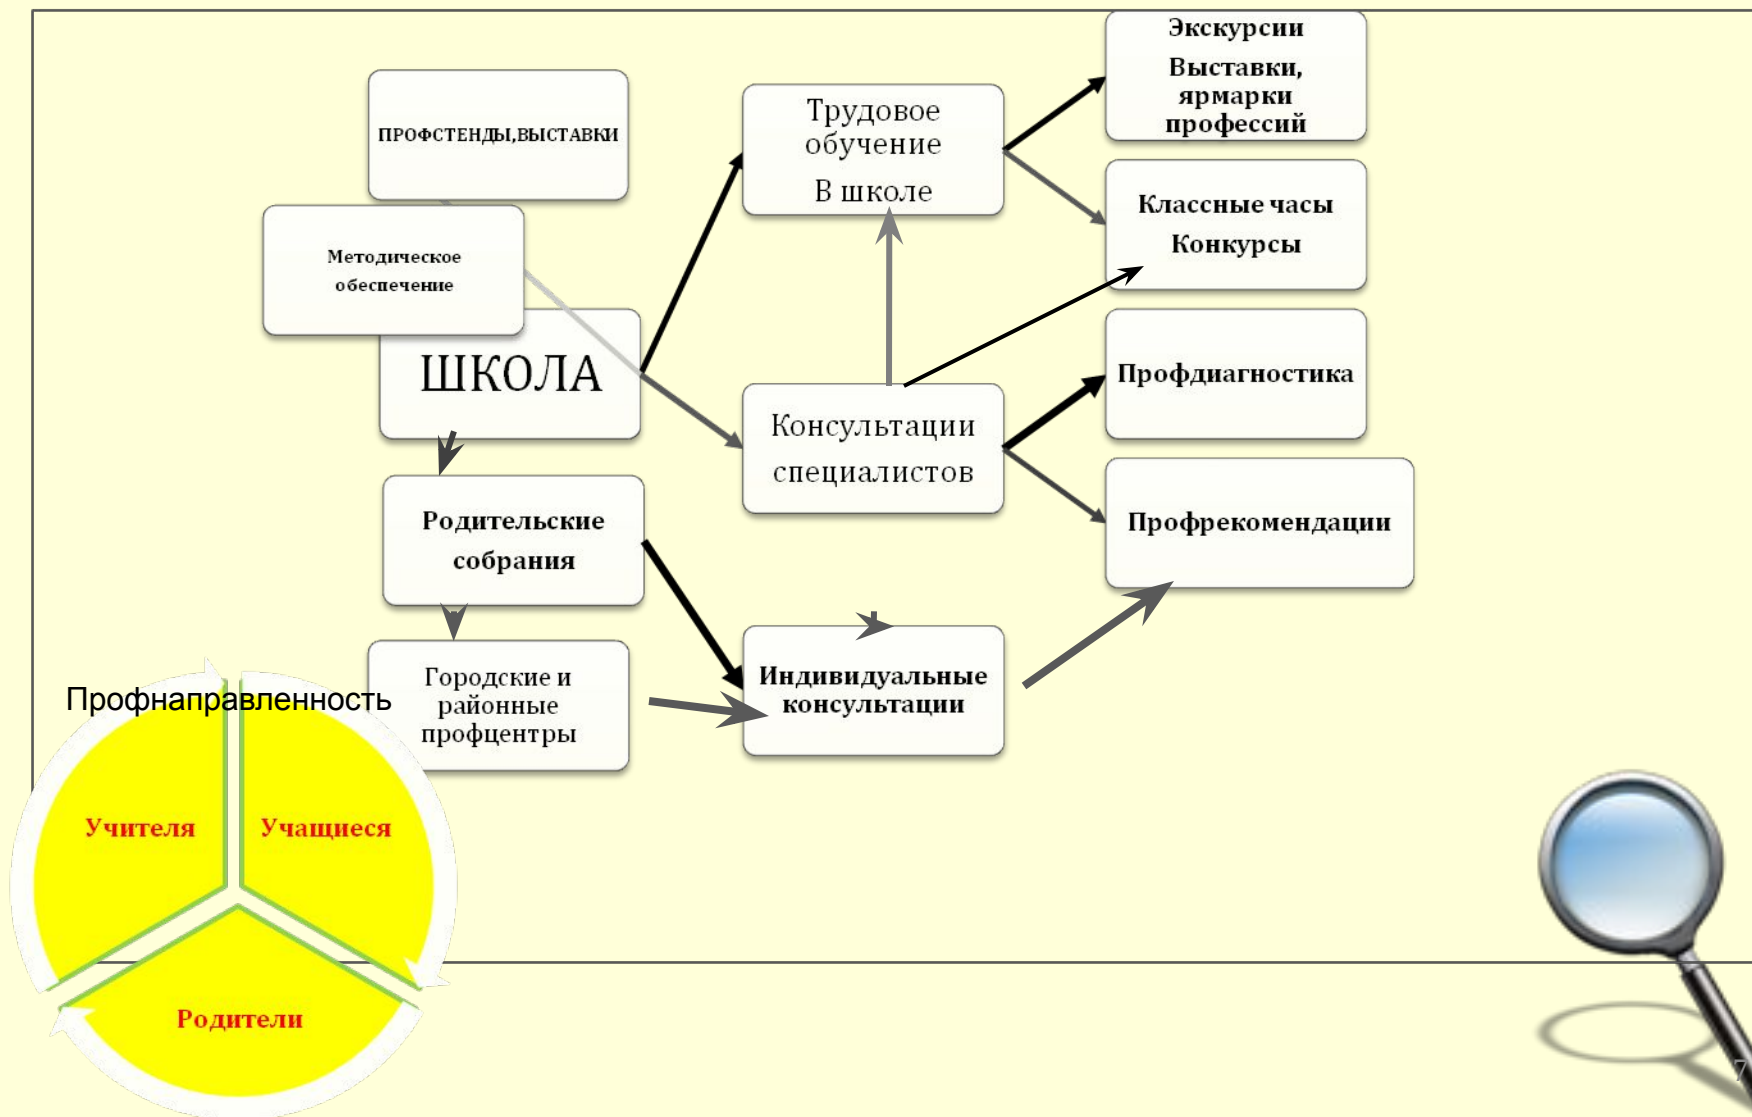 Экскурсии
Выставки,
ярмарки
профессий
ПРОФСТЕНДЫ,ВЫСТАВКИ
Трудовое
обучение
В школе
Классные часы
Конкурсы
Методическое
обеспечение
ШКОЛА
Профдиагностика
Консультации
специалистов
Родительские
собрания
Профрекомендации
Городские и
районные
профцентры
Индивидуальные
консультации
Профнаправленность
Учителя
Учащиеся
Родители
7